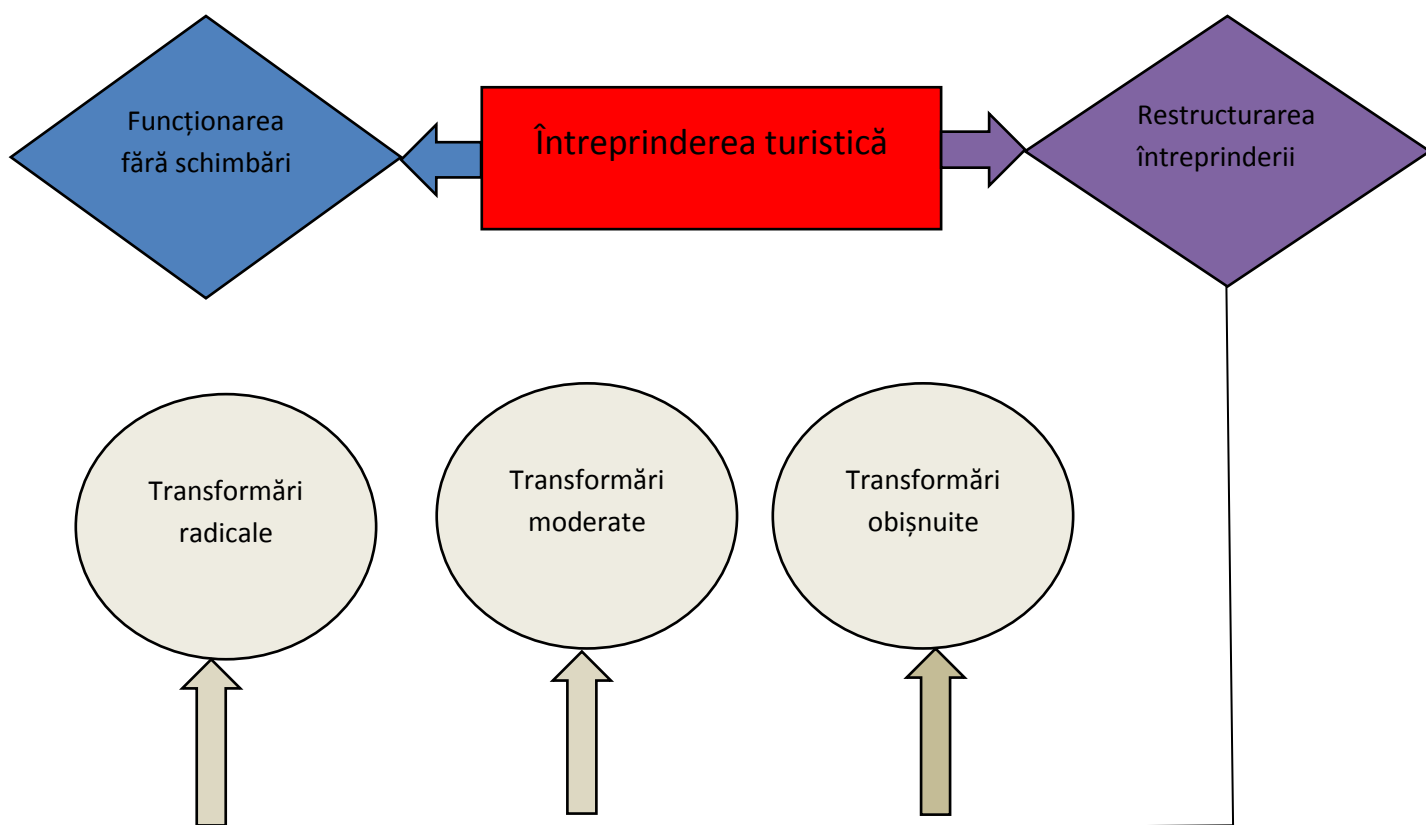 Funcționarea
fără schimbări
Întreprinderea turistică
Restructurarea
întreprinderii
Transformări
radicale
Transformări
moderate
Transformări
obișnuite